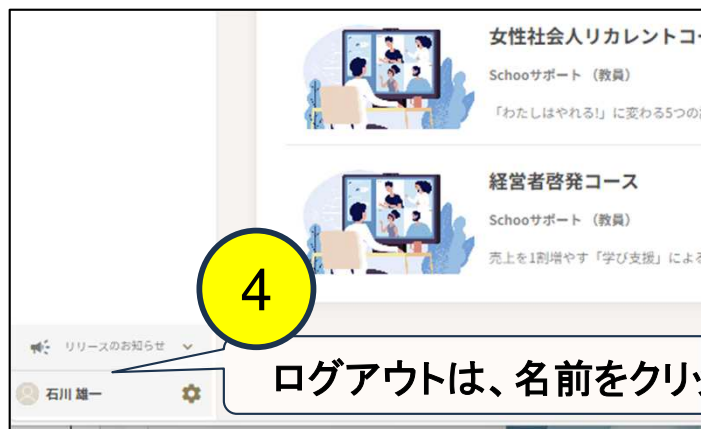 女性社会人リカレントコー
Schooサポート （教員）
「わたしはやれる!」に変わる5つの
経営者啓発コース
Schooサポート （教員）
売上を1割増やす「学び支援」による
4
リリースのお知らせ
石川 雄一
ログアウトは、名前をクリッ